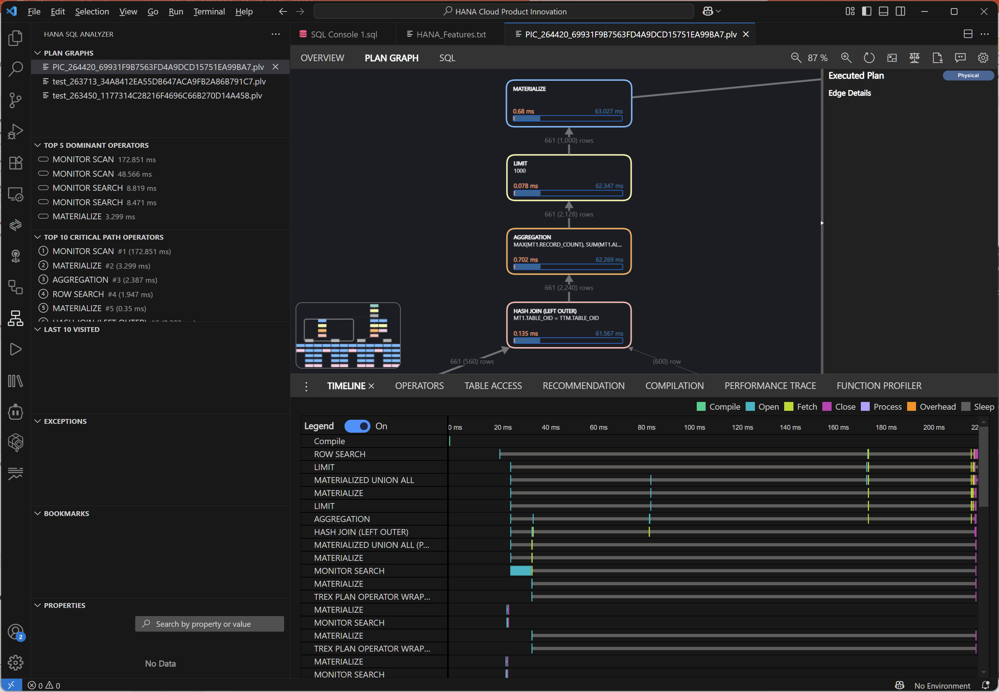 File Edit Selection View Go Run Terminal Help
HANA Cloud Product Innovation
HANA SQL ANALYZER
PLAN GRAPHS
PIC_264420_69931F9B7563FD4A9DCD15751EA99BA7.plv
test_263713_34A8412EA55DB647ACA9FB2A86B791C7.plv
test_263450_1177314C28216F4696C66B270D14A458.plv
TOP 5 DOMINANT OPERATORS
MONITOR SCAN 172.851 ms
MONITOR SCAN 48.566 ms
MONITOR SEARCH 8.819 ms
MONITOR SEARCH 8.471 ms
MATERIALIZE 3.299 ms
TOP 10 CRITICAL PATH OPERATORS
1 MONITOR SCAN #1 (172.851 ms)
2 MATERIALIZE #2 (3.299 ms)
3 AGGREGATION #3 (2.387 ms)
4 ROW SEARCH #4 (1.947 ms)
5 MATERIALIZE #5 (0.35 ms)
LAST 10 VISITED
EXCEPTIONS
BOOKMARKS
PROPERTIES
Search by property or value
No Data
2
SQL Console 1.sql
HANA_Features.txt
PIC_264420_69931F9B7563FD4A9DCD15751EA99BA7.plv
OVERVIEW PLAN GRAPH SQL
87 %
MATERIALIZE
0.68 ms 63.027 ms
661 (1,000) rows
LIMIT
1000
0.078 ms 62.347 ms
661 (2,128) rows
AGGREGATION
MAX(MT1.RECORD_COUNT), SUM(MT1.AL...
0.702 ms 62.269 ms
661 (2,240) rows
HASH JOIN (LEFT OUTER)
MT1.TABLE_OID = TTM.TABLE_OID
0.135 ms 61.567 ms
661 (560) rows
(600) row
Executed Plan
Physical
Edge Details
TIMELINE OPERATORS TABLE ACCESS RECOMMENDATION COMPILATION PERFORMANCE TRACE FUNCTION PROFILER
Compile Open Fetch Close Process Overhead Sleep
Legend On
0 ms 20 ms 40 ms 60 ms 80 ms 100 ms 120 ms 140 ms 160 ms 180 ms 200 ms 22
Compile
ROW SEARCH
LIMIT
MATERIALIZED UNION ALL
MATERIALIZE
LIMIT
AGGREGATION
HASH JOIN (LEFT OUTER)
MATERIALIZED UNION ALL (P...
MATERIALIZE
MONITOR SEARCH
MATERIALIZE
TREX PLAN OPERATOR WRAP...
MATERIALIZE
MONITOR SEARCH
MATERIALIZE
TREX PLAN OPERATOR WRAP...
MATERIALIZE
MONITOR SEARCH
0 0
No Environment